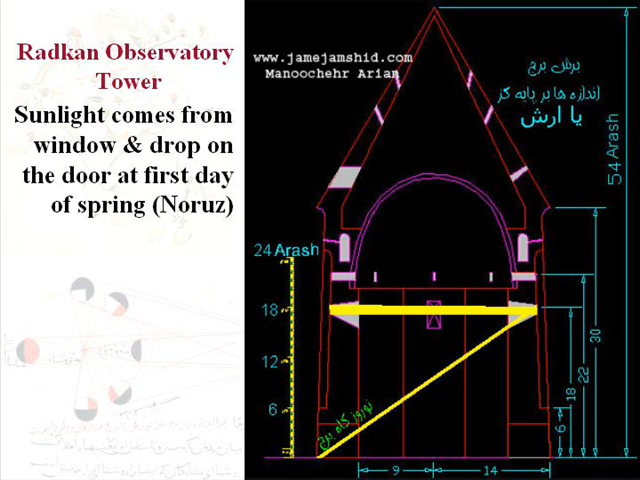 Radkan Observatory
Tower
Sunlight comes from
window & drop on
the door at first day
of spring (Noruz)
www.jamejamshid.com
Manoochehr Arian
برش برج
اندازه ها بر پایه گز
یا ارش
54 Arash
24 Arash
18
12
6
نوروز گاه برج
30
22
18
6
9
14